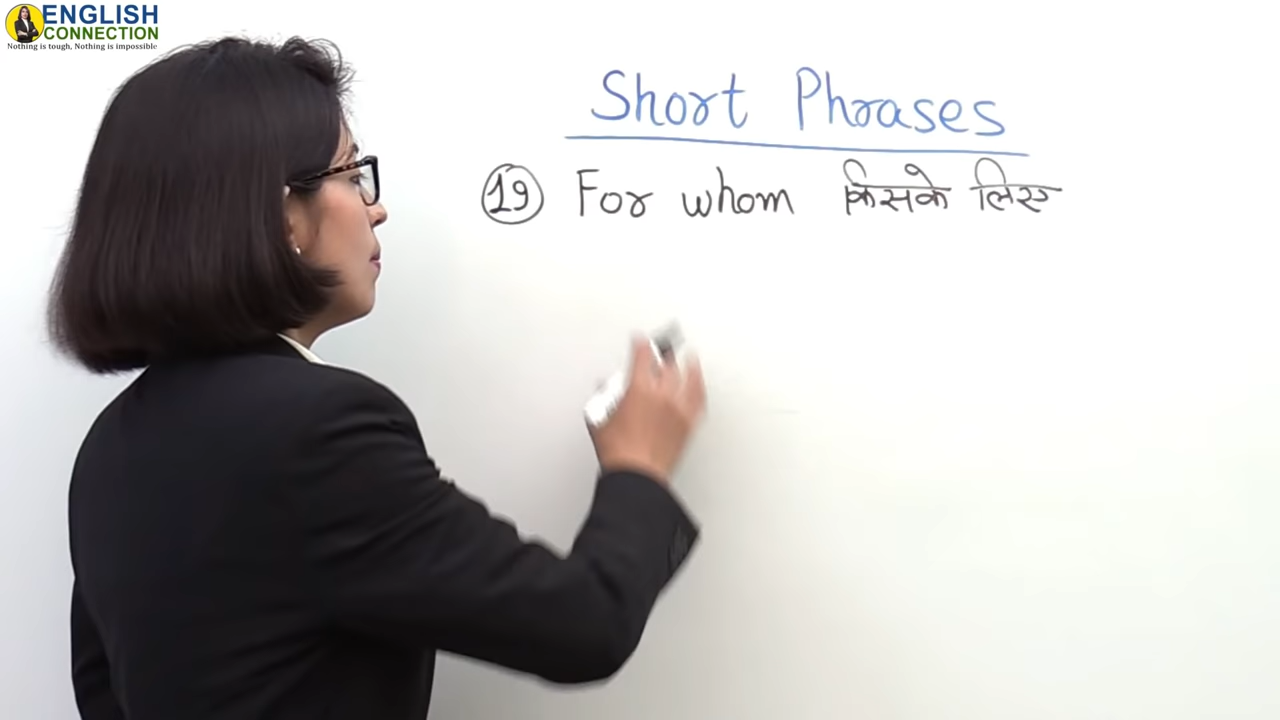 ENGLISH
CONNECTION
Nothing is tough, Nothing is impossible
Short Phrases
19 For whom किसके लिए